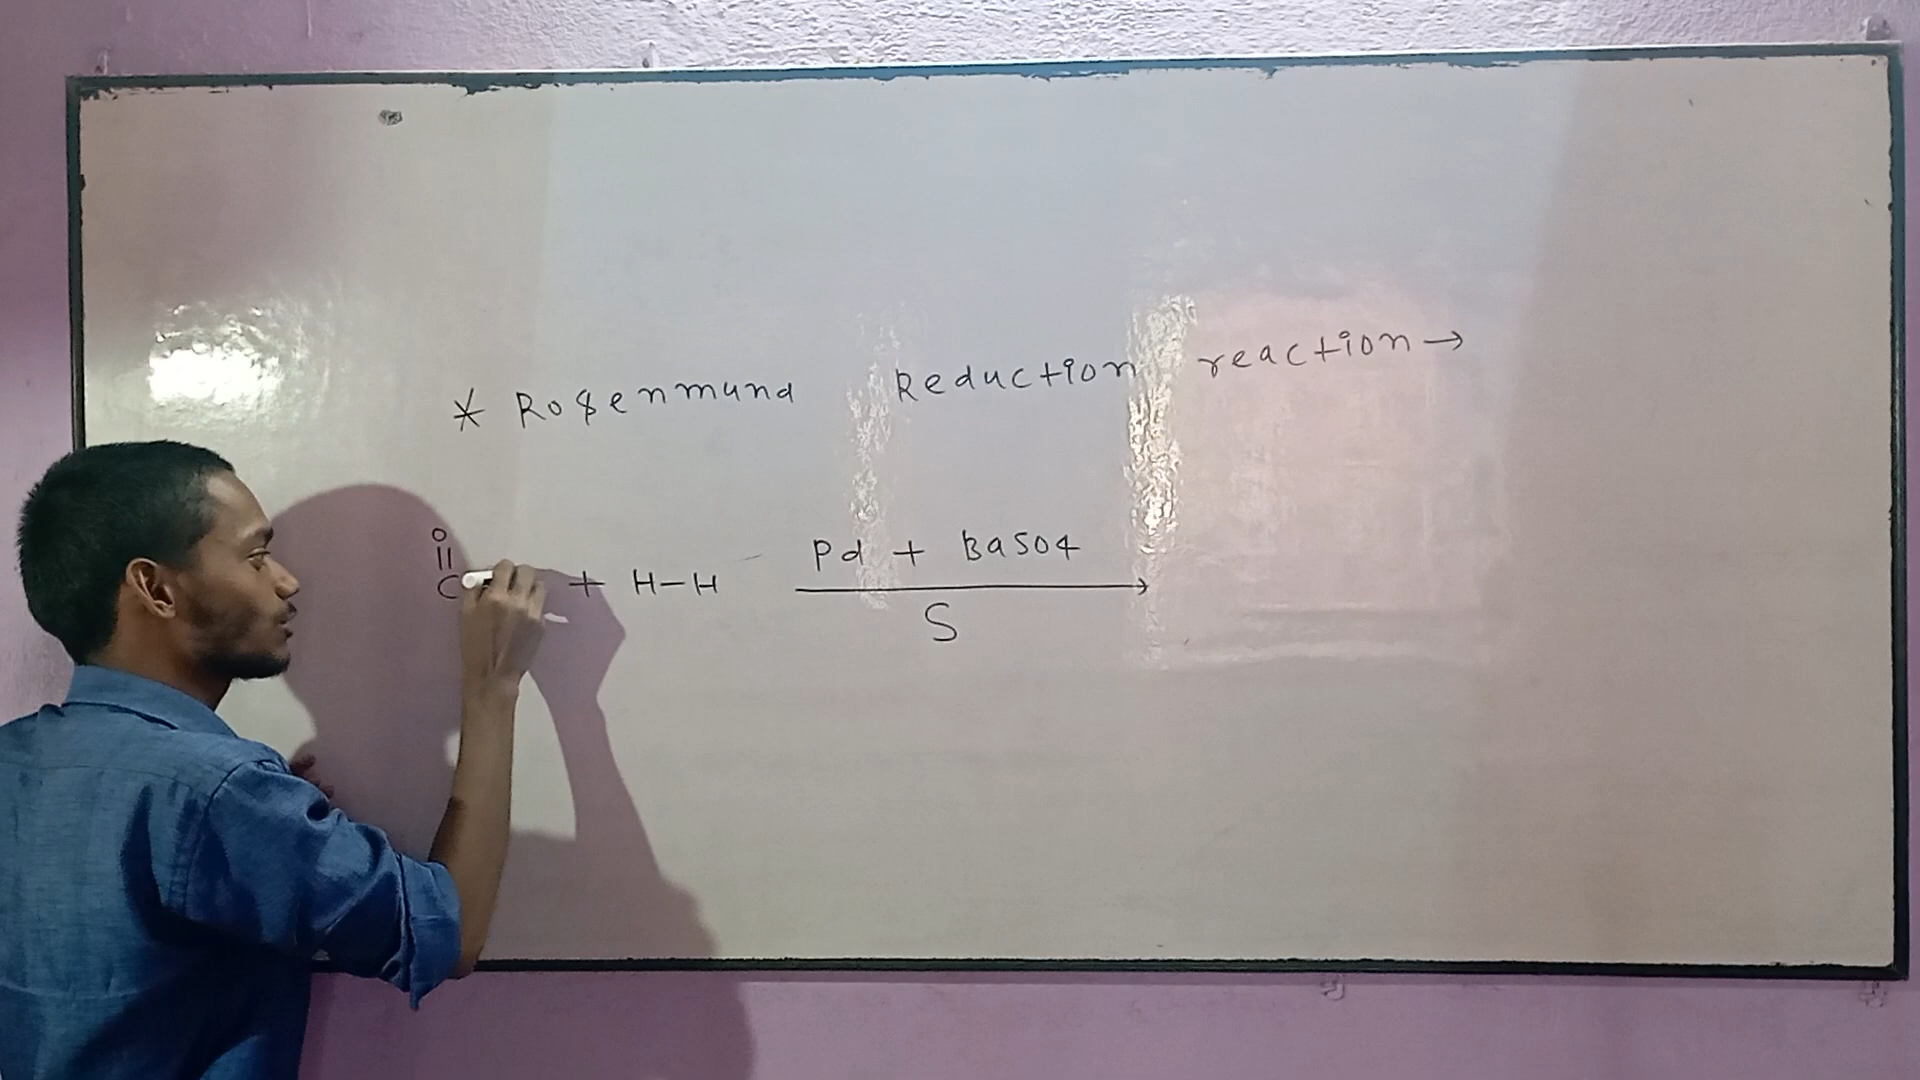 * Rosenmund Reduction reaction →
O
||
C + H-H Pd + BaSO4 →
S